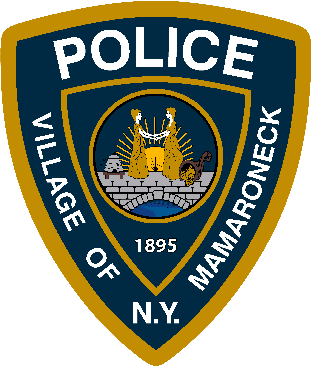 POLICE
VILLAGE OF MAMARONECK
1895
N.Y.